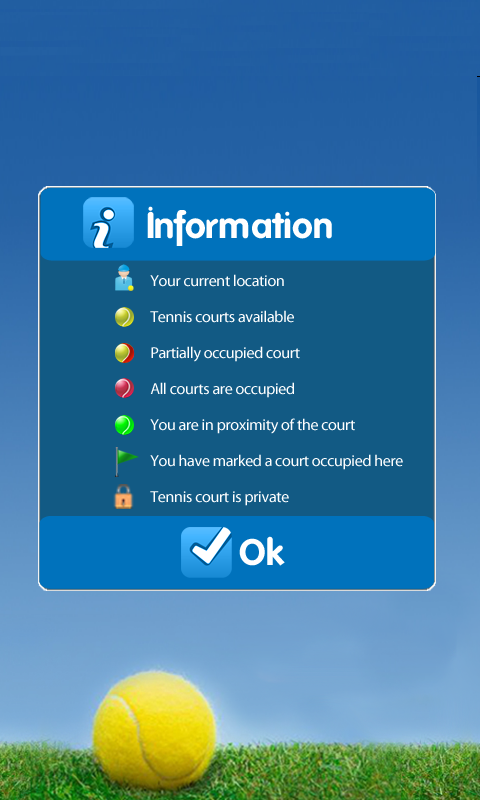 İnformation
Your current location
Tennis courts available
Partially occupied court
All courts are occupied
You are in proximity of the court
You have marked a court occupied here
Tennis court is private
Ok